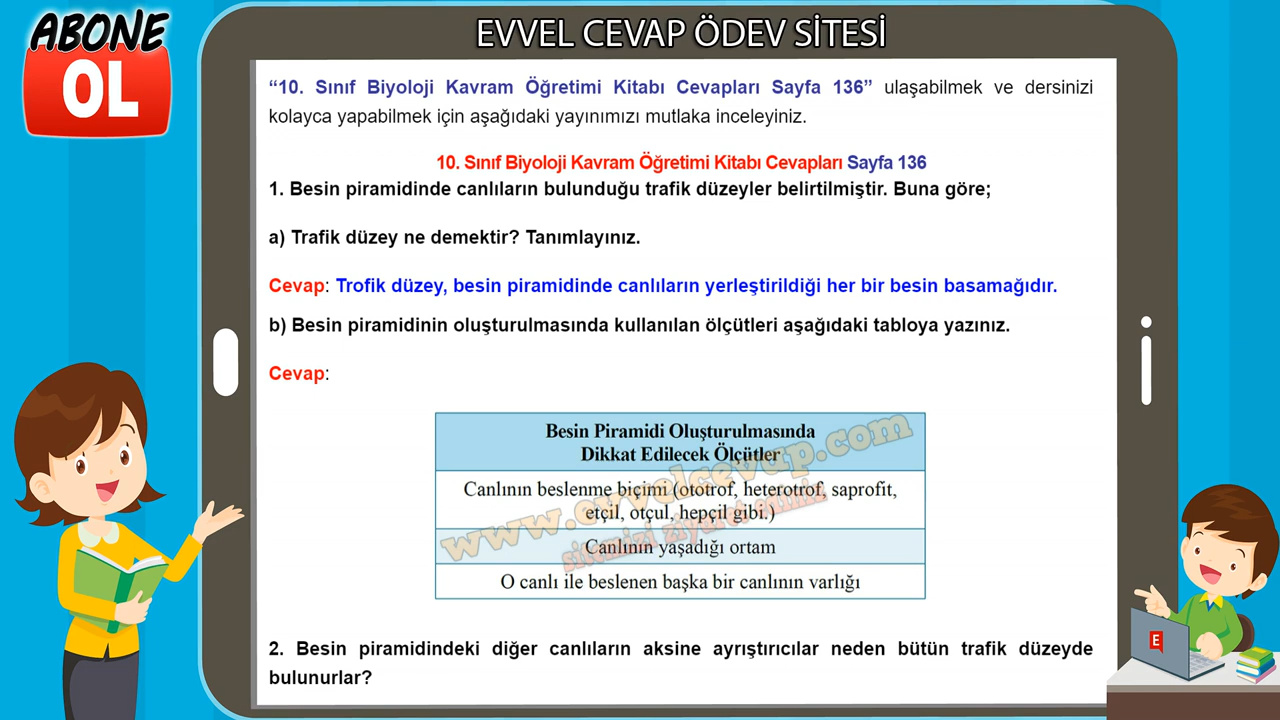 ABONE
OL
EVVEL CEVAP ÖDEV SİTESİ
“10. Sınıf Biyoloji Kavram Öğretimi Kitabı Cevapları Sayfa 136” ulaşabilmek ve dersinizi
kolayca yapabilmek için aşağıdaki yayınımızı mutlaka inceleyiniz.
10. Sınıf Biyoloji Kavram Öğretimi Kitabı Cevapları Sayfa 136
1. Besin piramidinde canlıların bulunduğu trafik düzeyler belirtilmiştir. Buna göre;
a) Trafik düzey ne demektir? Tanımlayınız.
Cevap: Trofik düzey, besin piramidinde canlıların yerleştirildiği her bir besin basamağıdır.
b) Besin piramidinin oluşturulmasında kullanılan ölçütleri aşağıdaki tabloya yazınız.
Cevap:
Besin Piramidi Oluşturulmasında
Dikkat Edilecek Ölçütler
Canlının beslenme biçimi (ototrof, heterotrof, saprofit,
etçil, otçul, hepçil gibi.)
Canlının yaşadığı ortam
O canlı ile beslenen başka bir canlının varlığı
www.evvelcevap.com
sitemizi ziyaret ediniz
2. Besin piramidindeki diğer canlıların aksine ayrıştırıcılar neden bütün trafik düzeyde
bulunurlar?
E